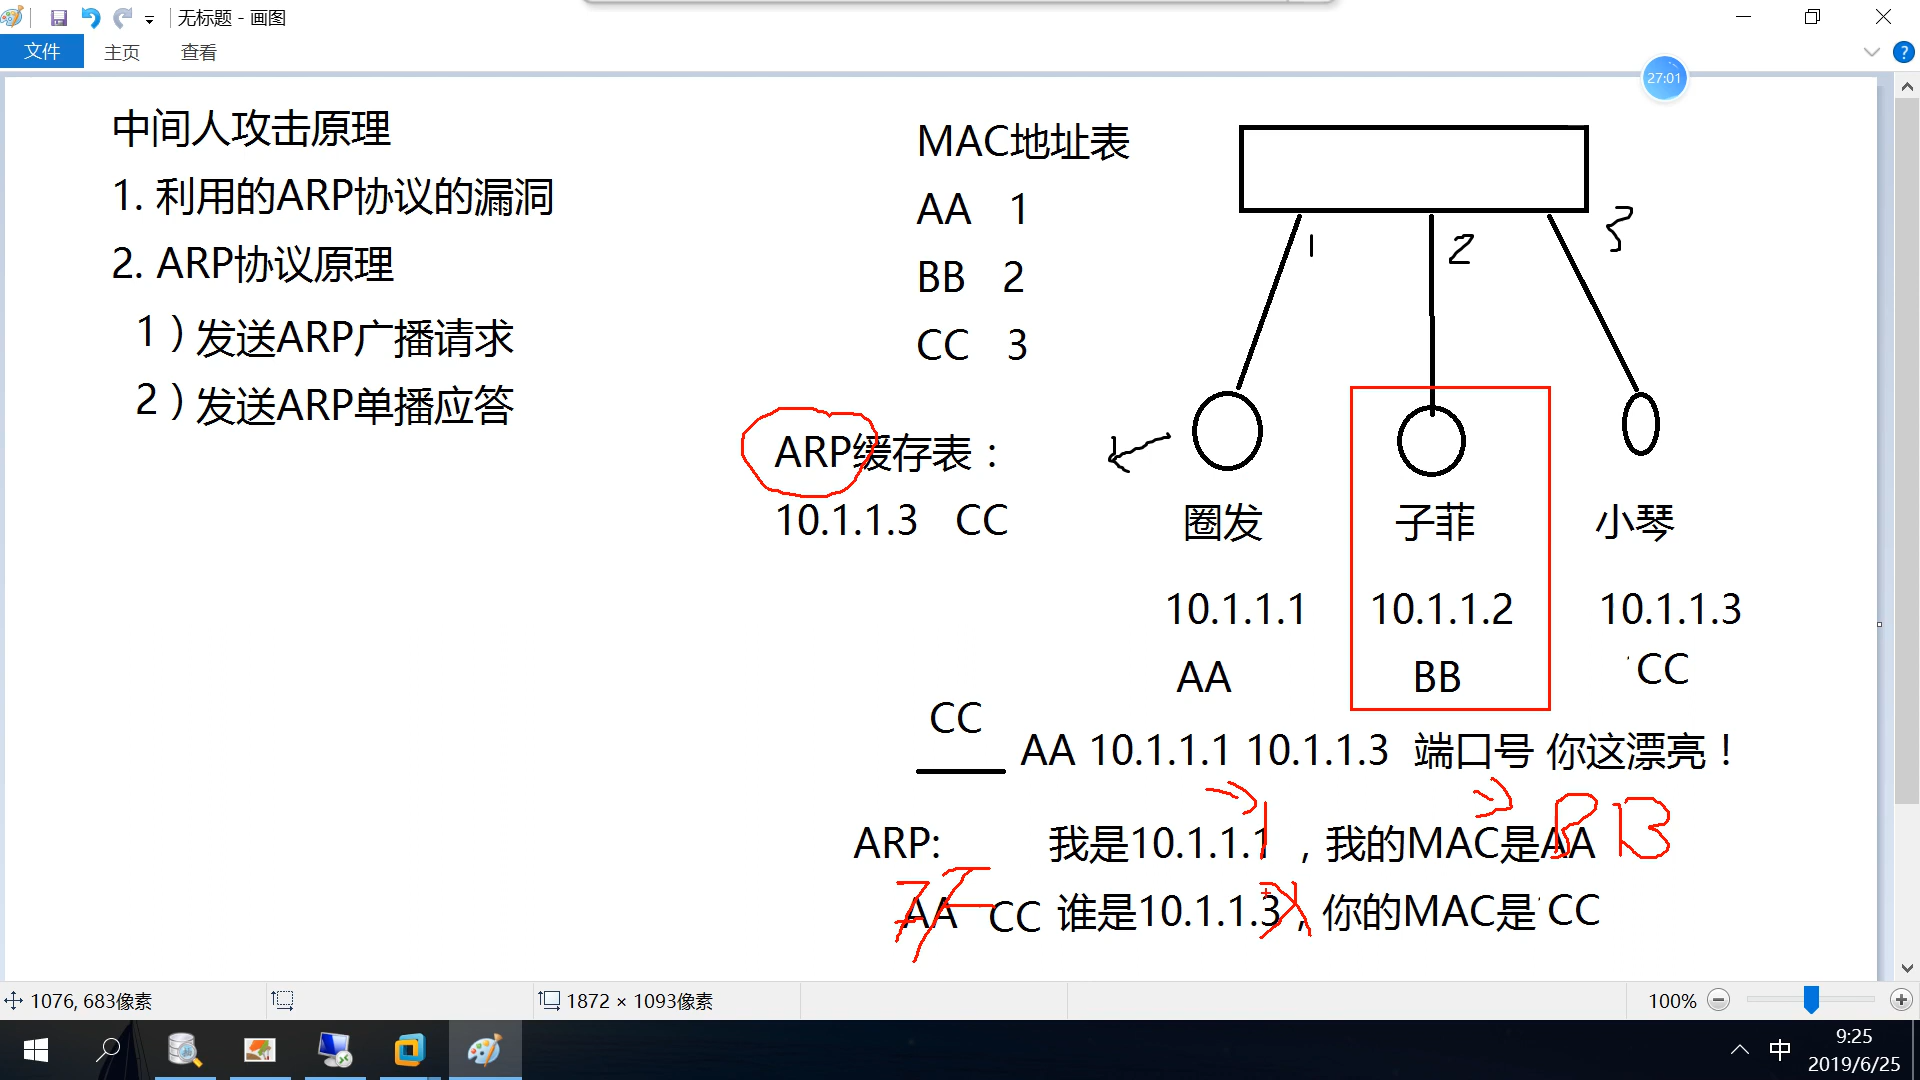 无标题 - 画图
文件 主页 查看
27:01
中间人攻击原理
1. 利用的ARP协议的漏洞
2. ARP协议原理
1）发送ARP广播请求
2）发送ARP单播应答
MAC地址表
AA 1
BB 2
CC 3
1 2 3
ARP缓存表：
10.1.1.3 CC
圈发 子菲 小琴
10.1.1.1 10.1.1.2 10.1.1.3
AA BB CC
CC AA 10.1.1.1 10.1.1.3 端口号 你这漂亮！
BB
ARP: 我是10.1.1.1 ，我的MAC是AA
AA CC 谁是10.1.1.3，你的MAC是 CC
1076, 683像素 1872 × 1093像素 100%
中 9:25
2019/6/25